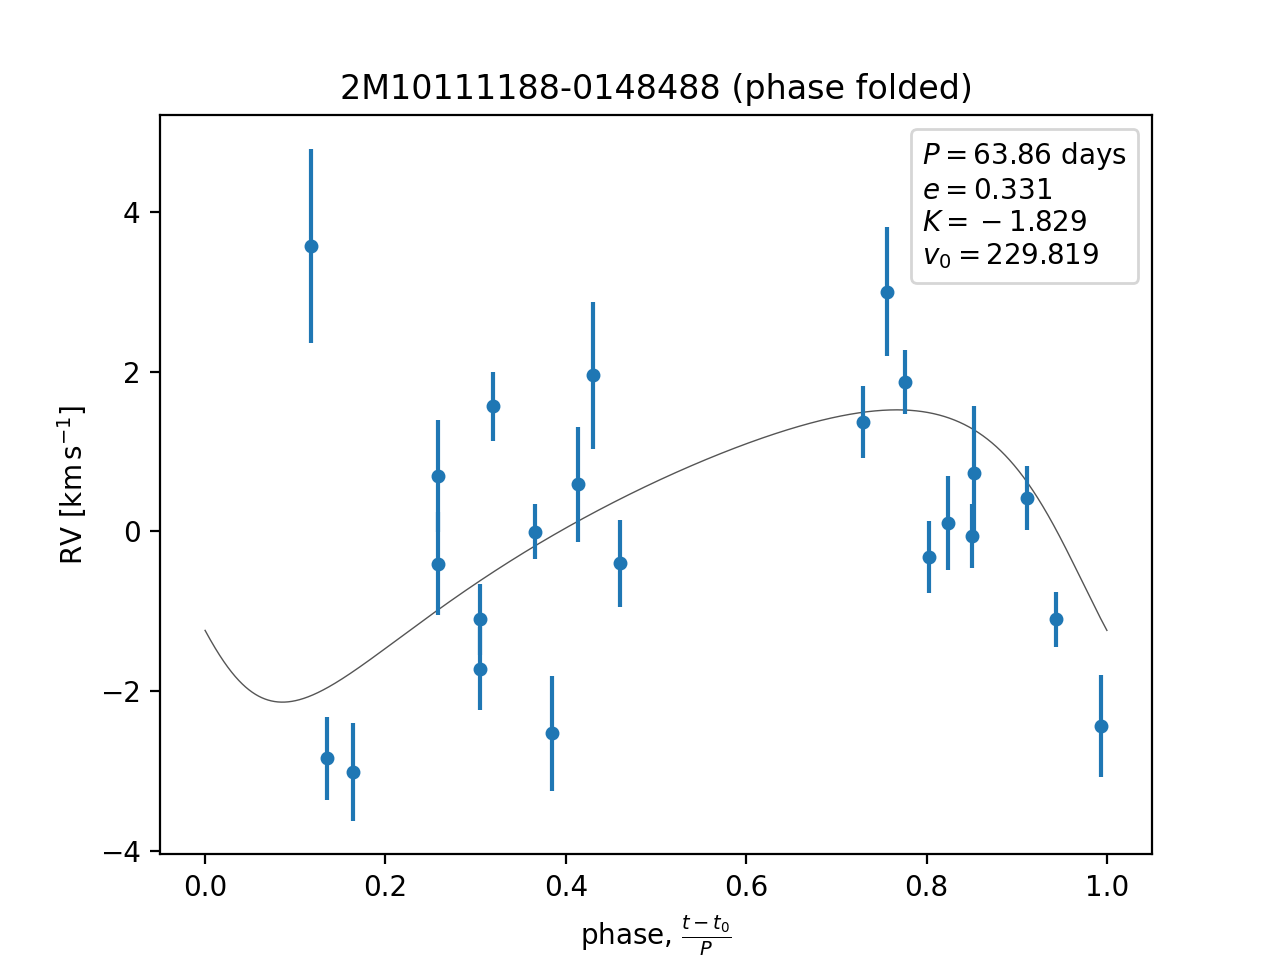 2M10111188-0148488 (phase folded)
P = 63.86 days
e = 0.331
K = −1.829
v₀ = 229.819
4
2
0
−2
−4
RV [km s⁻¹]
0.0 0.2 0.4 0.6 0.8 1.0
phase, (t − t₀)/P